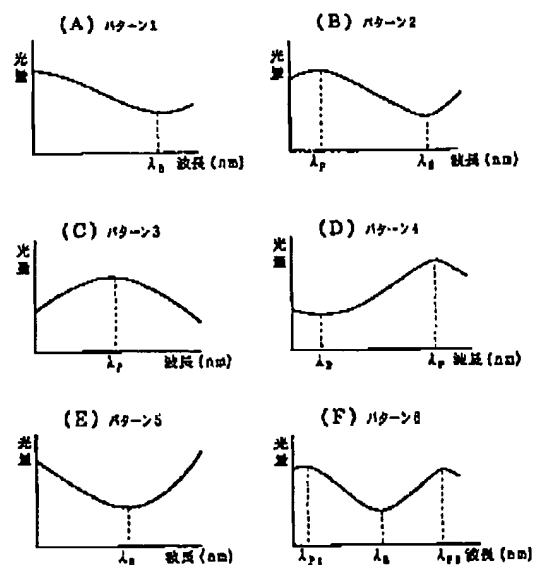 (A) パターン1
光量
λB 波長(nm)
(B) パターン2
光量
λP λB 波長(nm)
(C) パターン3
光量
λP 波長(nm)
(D) パターン4
光量
λB λP 波長(nm)
(E) パターン5
光量
λB 波長(nm)
(F) パターン6
光量
λP1 λB λP2 波長(nm)